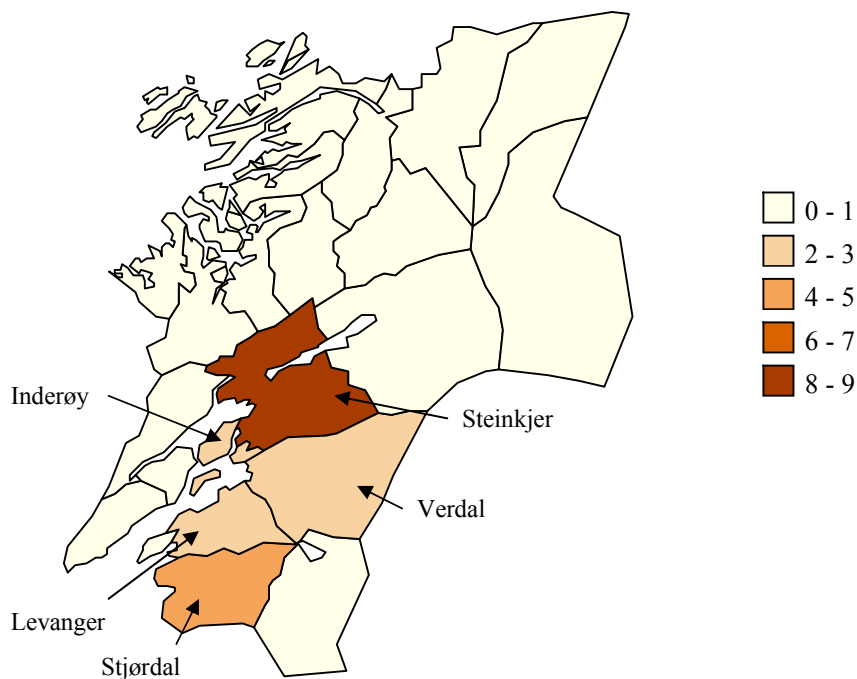 0 - 1
2 - 3
4 - 5
6 - 7
8 - 9
Inderøy
Steinkjer
Verdal
Levanger
Stjørdal